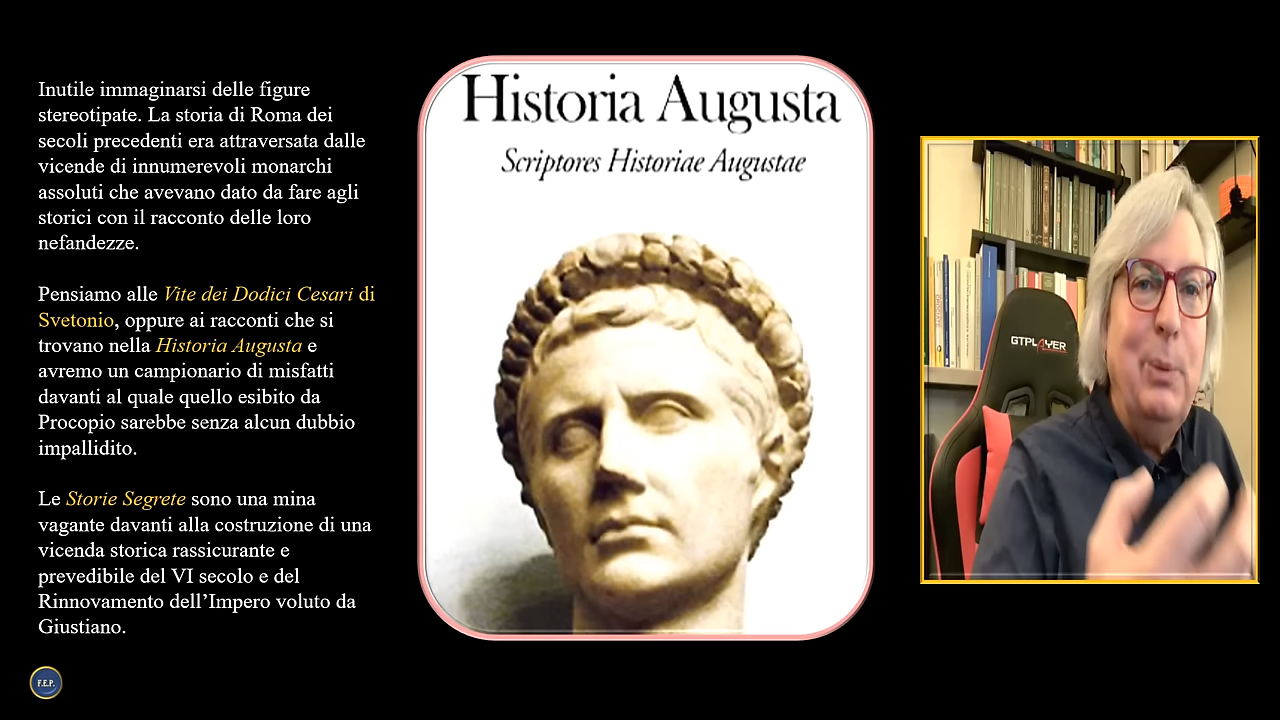 Inutile immaginarsi delle figure
stereotipate. La storia di Roma dei
secoli precedenti era attraversata dalle
vicende di innumerevoli monarchi
assoluti che avevano dato da fare agli
storici con il racconto delle loro
nefandezze.
Pensiamo alle Vite dei Dodici Cesari di
Svetonio, oppure ai racconti che si
trovano nella Historia Augusta e
avremo un campionario di misfatti
davanti al quale quello esibito da
Procopio sarebbe senza alcun dubbio
impallidito.
Le Storie Segrete sono una mina
vagante davanti alla costruzione di una
vicenda storica rassicurante e
prevedibile del VI secolo e del
Rinnovamento dell’Impero voluto da
Giustiano.
F.E.P.
Historia Augusta
Scriptores Historiae Augustae
GTPLAYER